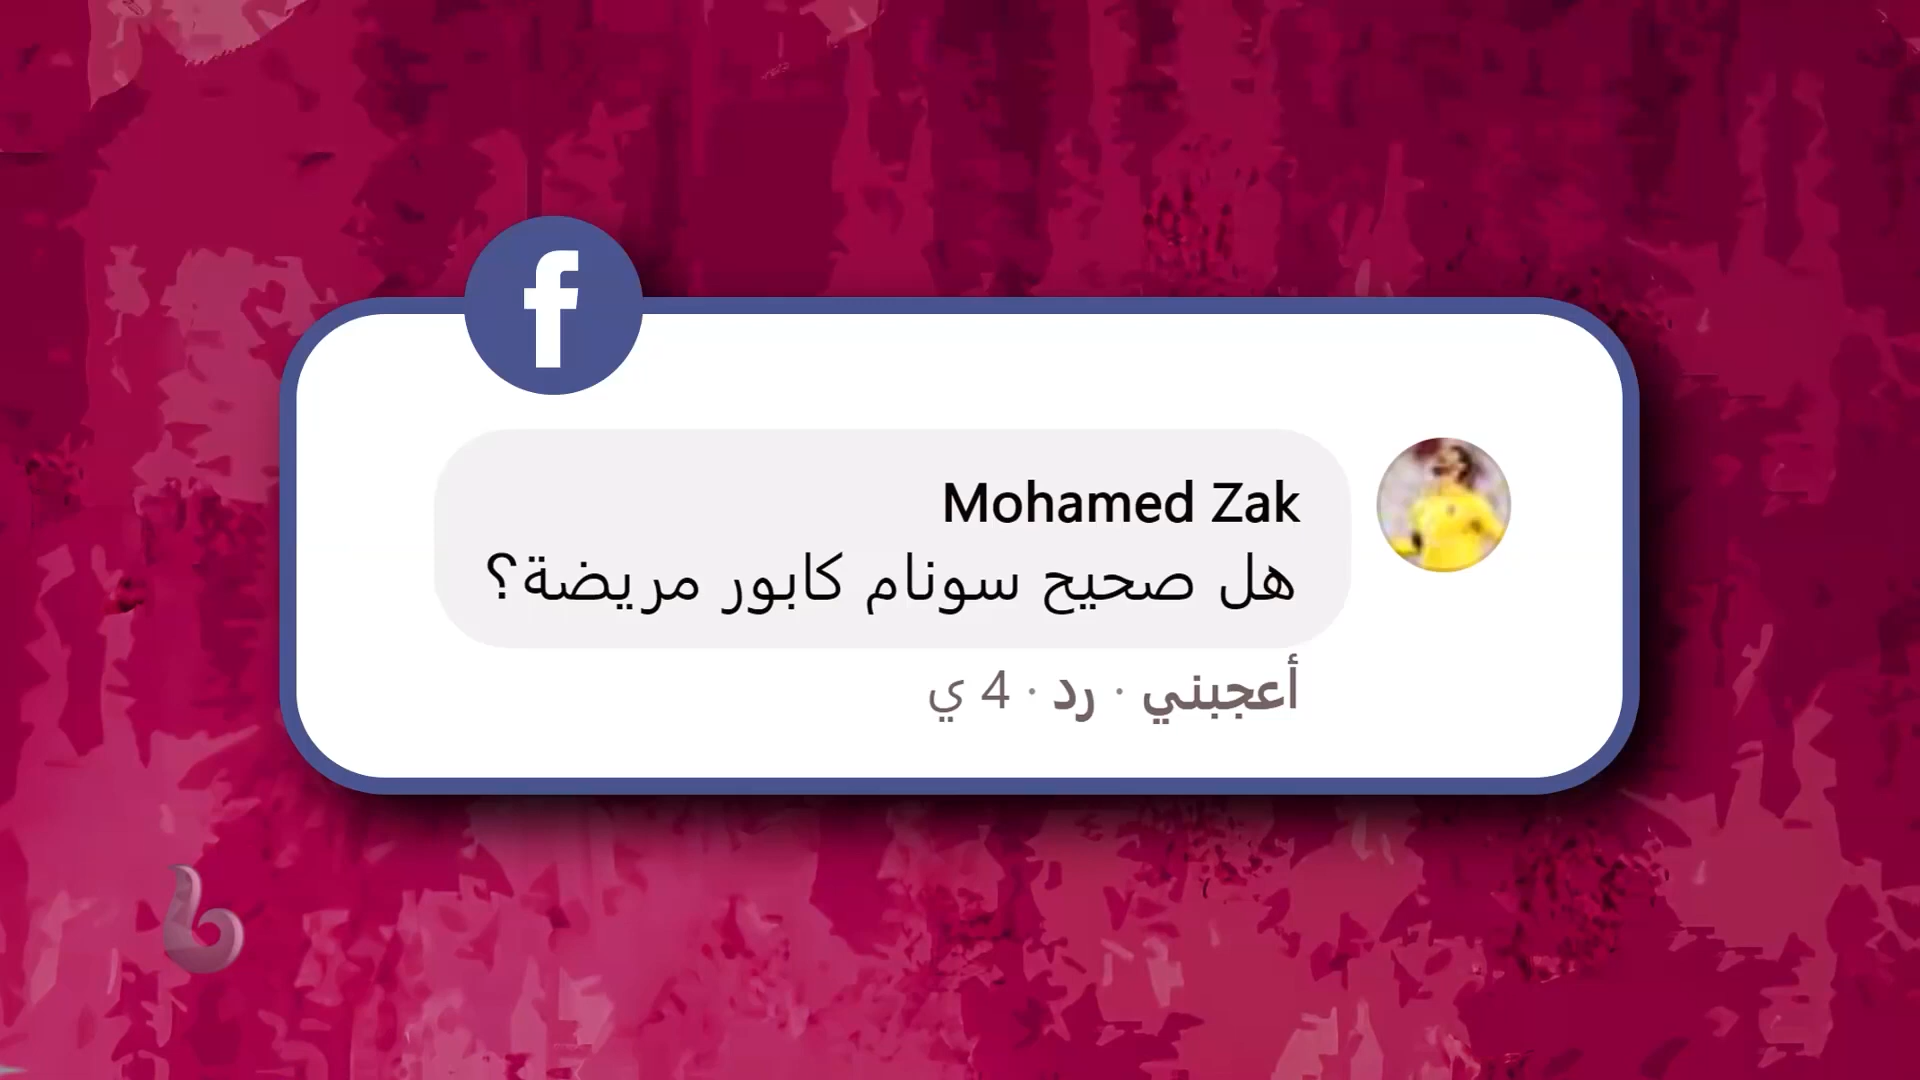 f
Mohamed Zak
هل صحيح سونام كابور مريضة؟
أعجبني · رد · 4 ي